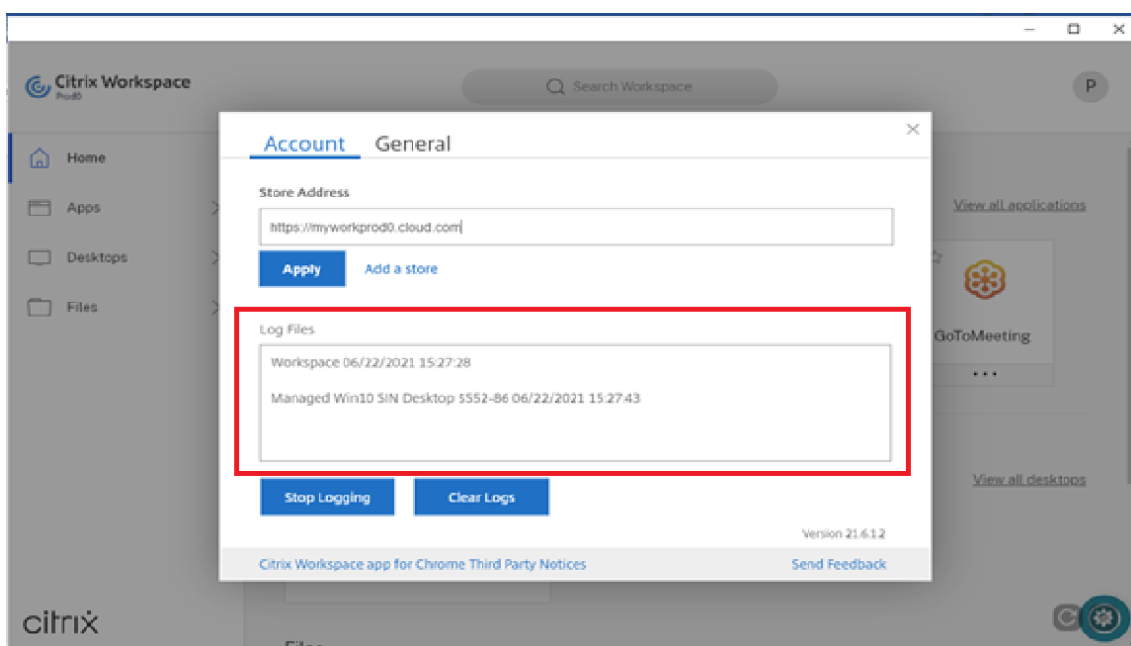 Citrix Workspace
Prod0
Search Workspace
P
Home
Apps
Desktops
Files
Account General
Store Address
https://myworkprod0.cloud.com
Apply Add a store
Log Files
Workspace 06/22/2021 15:27:28
Managed Win10 SIN Desktop 5552-86 06/22/2021 15:27:43
Stop Logging Clear Logs
Version 21.6.1.2
Citrix Workspace app for Chrome Third Party Notices Send Feedback
View all applications
GoToMeeting
View all desktops
citrix